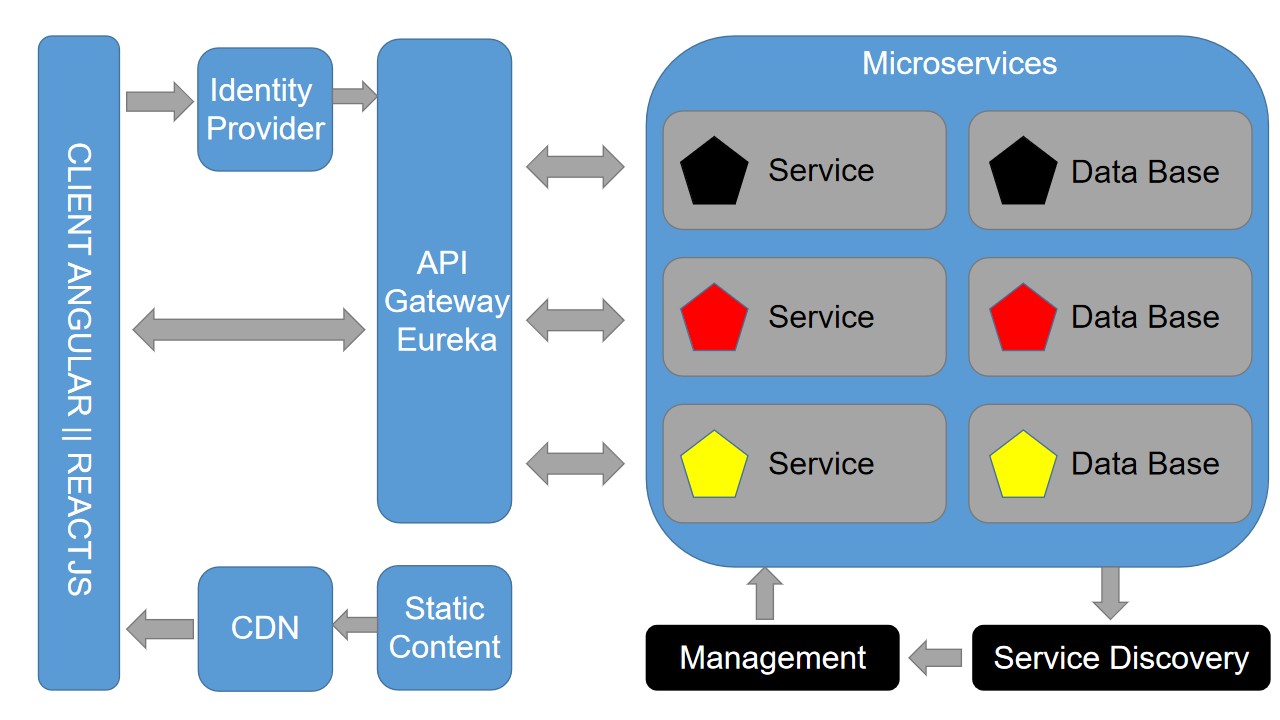 CLIENT ANGULAR || REACTJS
Identity
Provider
API
Gateway
Eureka
CDN
Static
Content
Microservices
Service
Data Base
Service
Data Base
Service
Data Base
Management
Service Discovery